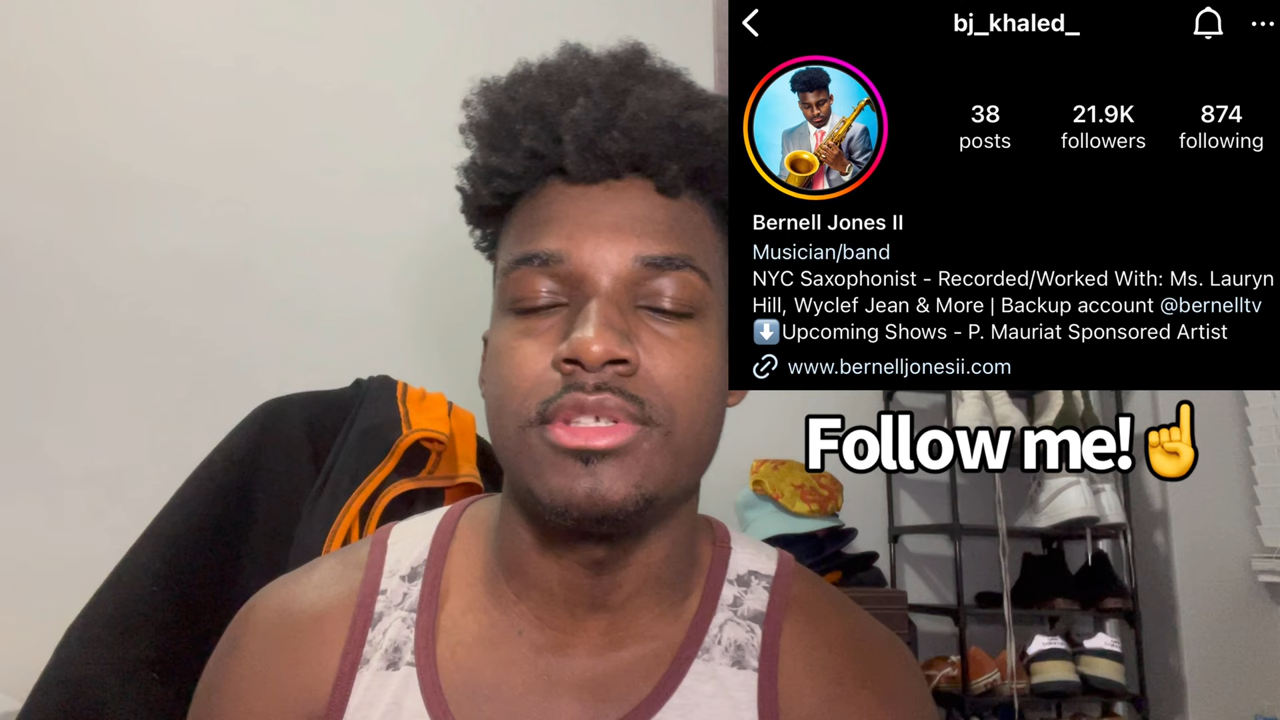 bj_khaled_
38
posts
21.9K
followers
874
following
Bernell Jones II
Musician/band
NYC Saxophonist - Recorded/Worked With: Ms. Lauryn
Hill, Wyclef Jean & More | Backup account @bernelltv
⬇️Upcoming Shows - P. Mauriat Sponsored Artist
www.bernelljonesii.com
Follow me!☝️